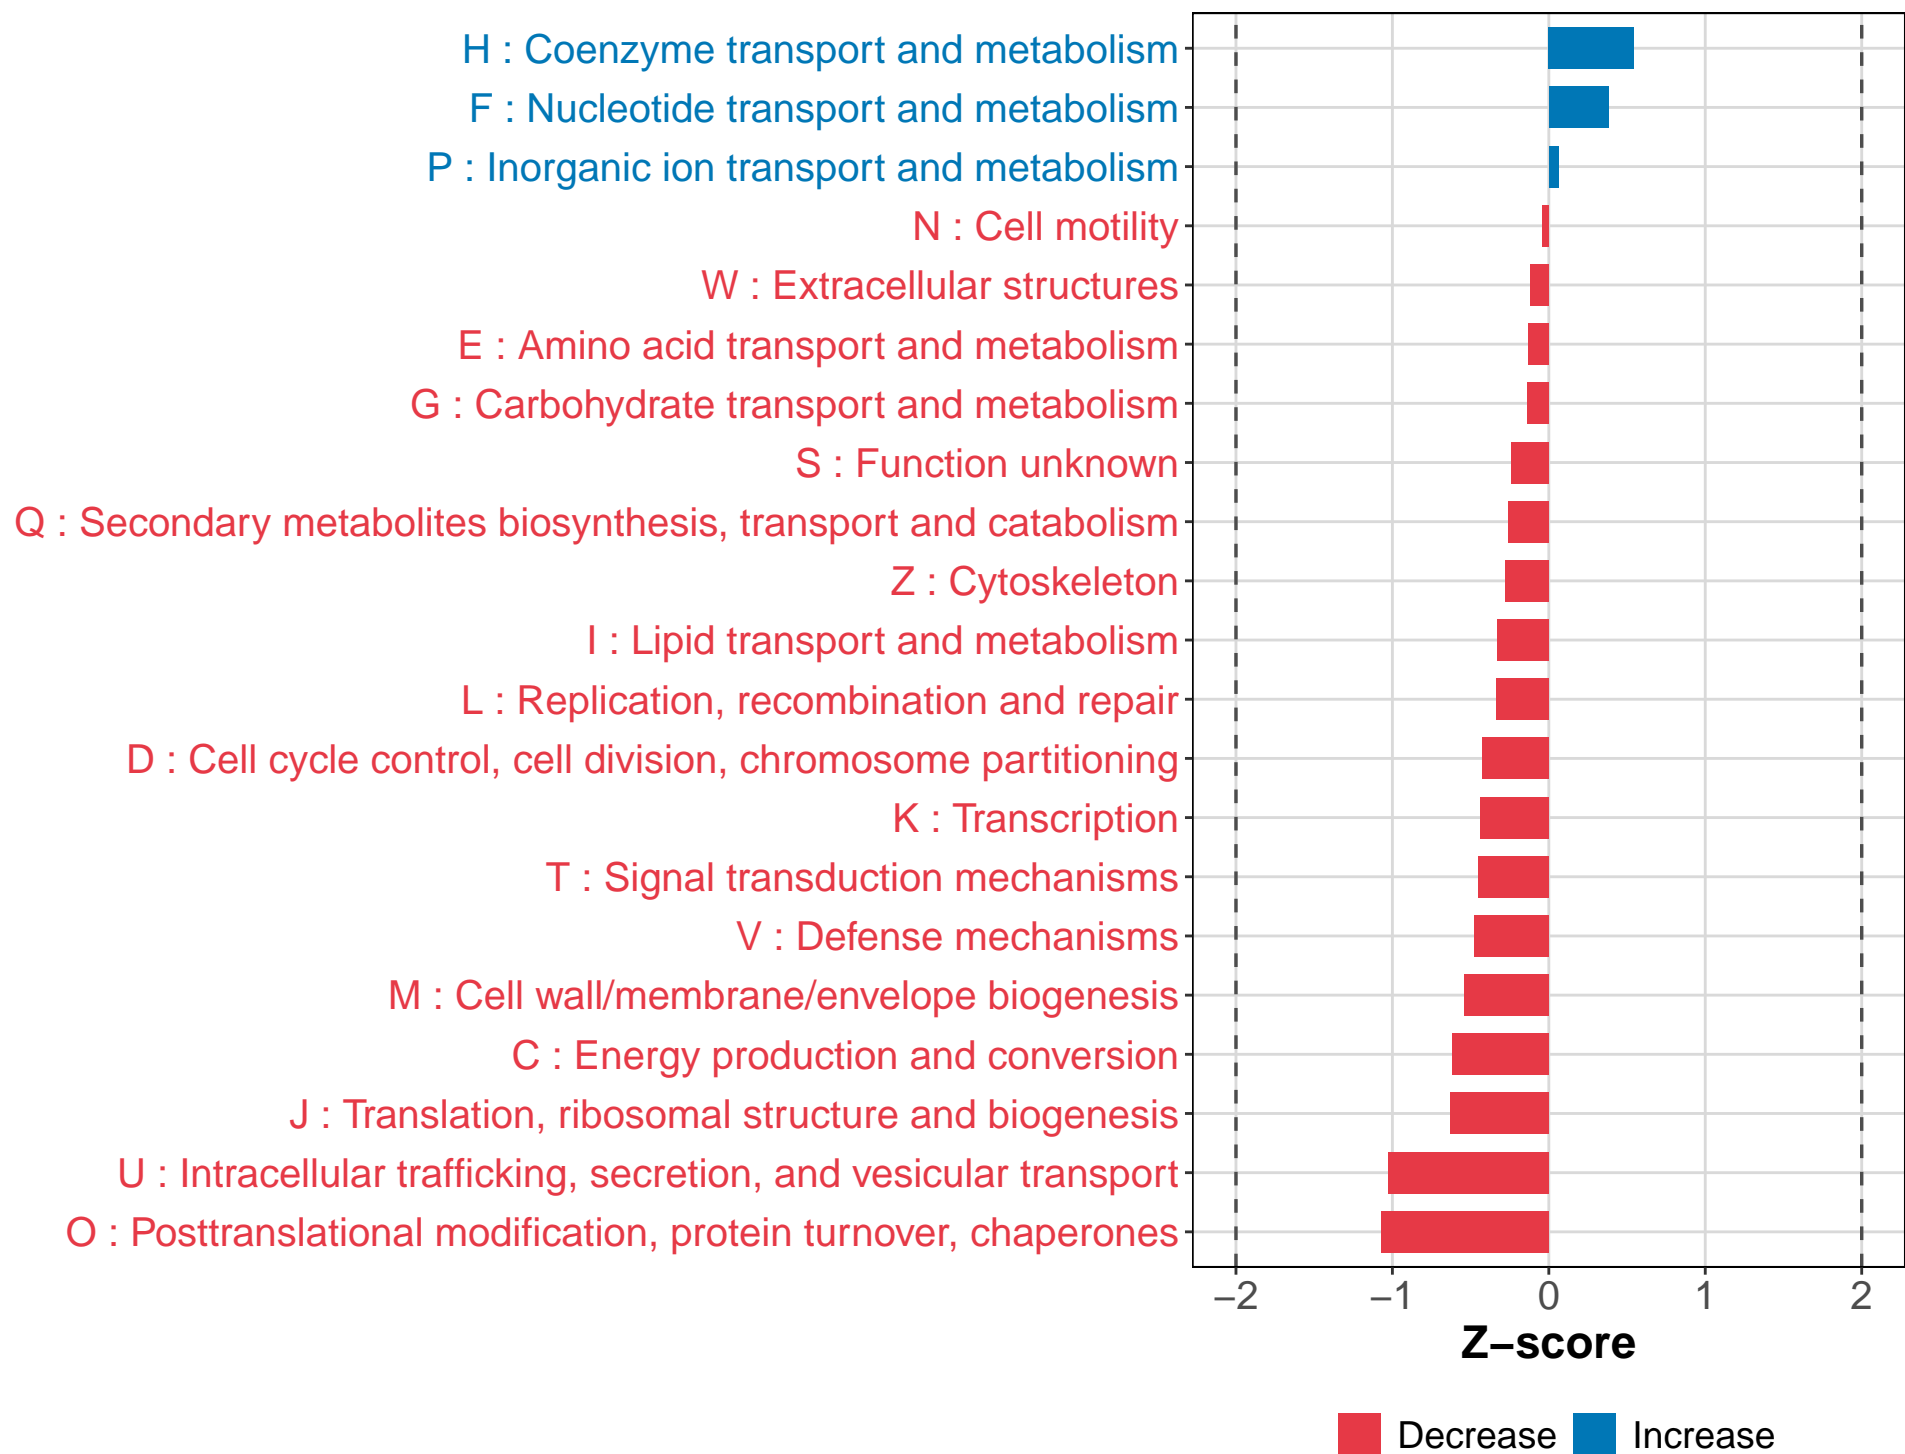 H : Coenzyme transport and metabolism
F : Nucleotide transport and metabolism
P : Inorganic ion transport and metabolism
N : Cell motility
W : Extracellular structures
E : Amino acid transport and metabolism
G : Carbohydrate transport and metabolism
S : Function unknown
Q : Secondary metabolites biosynthesis, transport and catabolism
Z : Cytoskeleton
I : Lipid transport and metabolism
L : Replication, recombination and repair
D : Cell cycle control, cell division, chromosome partitioning
K : Transcription
T : Signal transduction mechanisms
V : Defense mechanisms
M : Cell wall/membrane/envelope biogenesis
C : Energy production and conversion
J : Translation, ribosomal structure and biogenesis
U : Intracellular trafficking, secretion, and vesicular transport
O : Posttranslational modification, protein turnover, chaperones
−2 −1 0 1 2
Z−score
Decrease Increase